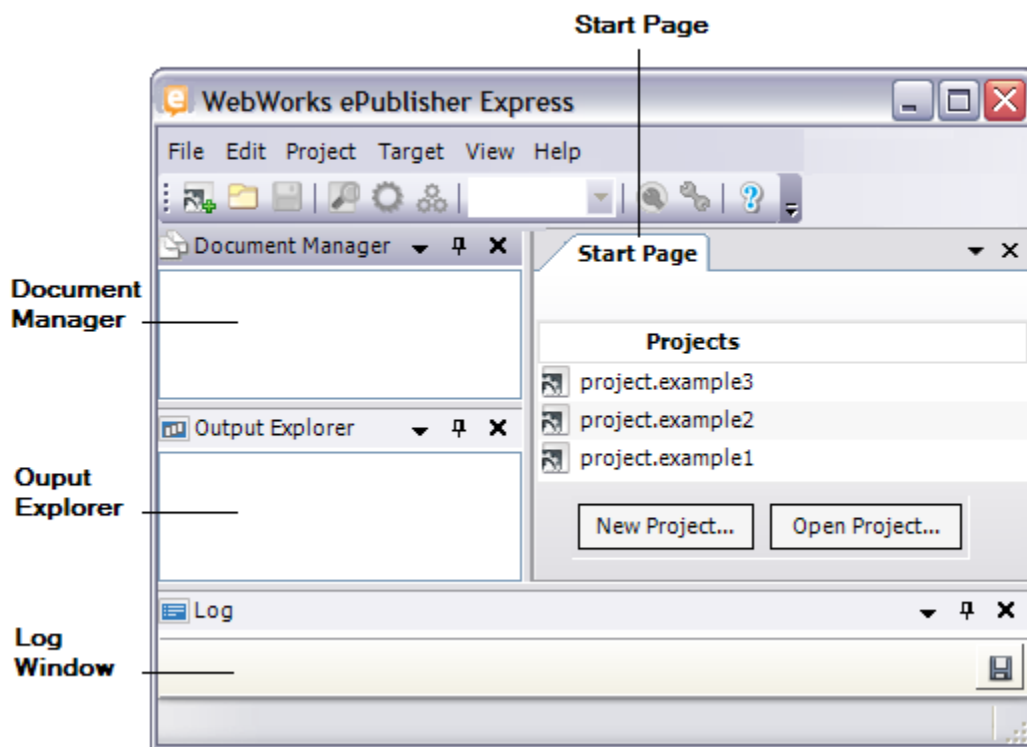 Start Page
WebWorks ePublisher Express
File Edit Project Target View Help
Document Manager
Start Page
Document
Manager
Projects
project.example3
project.example2
Output Explorer
project.example1
Ouput
Explorer
New Project...
Open Project...
Log
Log
Window